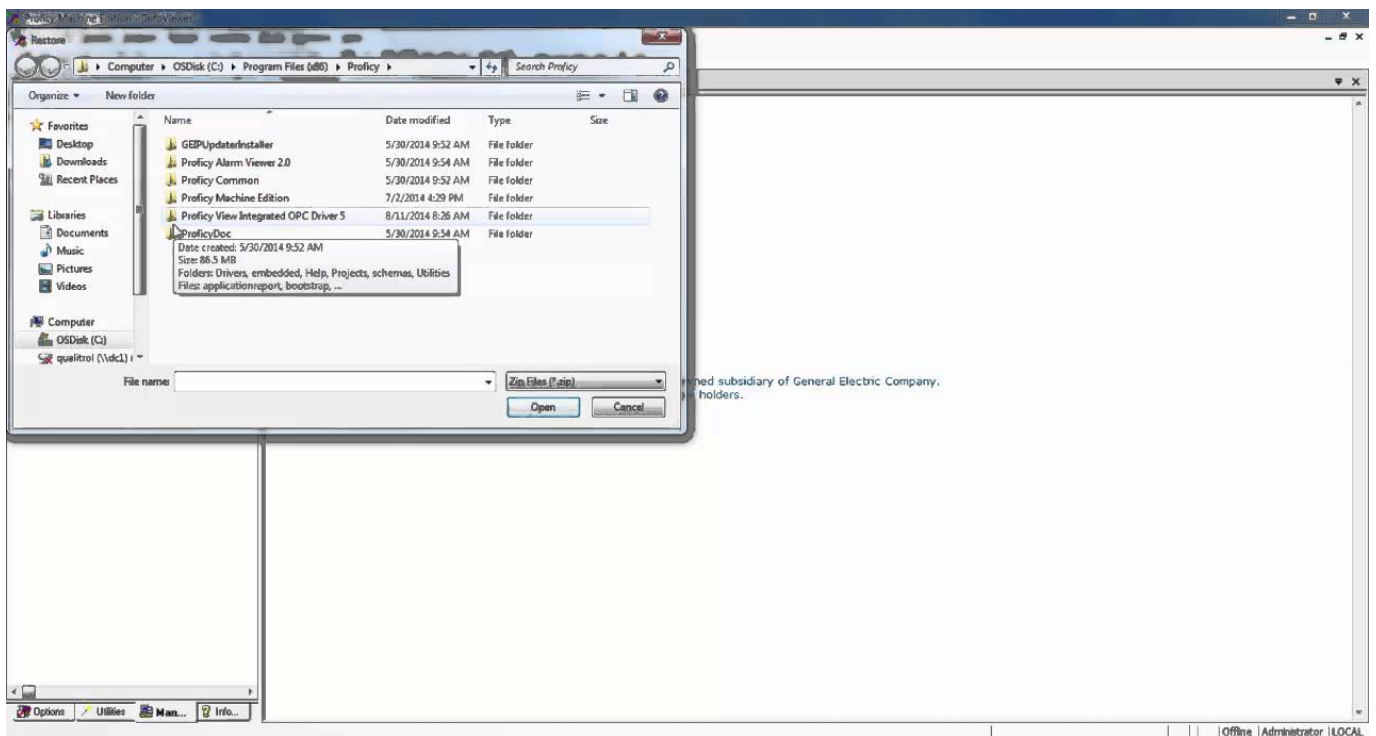 Proficy Machine Edition - InfoViewer
Restore
Computer ▸ OSDisk (C:) ▸ Program Files (x86) ▸ Proficy ▸
Search Proficy
Organize
New folder
Favorites
Desktop
Downloads
Recent Places
Libraries
Documents
Music
Pictures
Videos
Computer
OSDisk (C:)
qualitrol (\\dc1)
Name Date modified Type Size
GEIPUpdaterInstaller 5/30/2014 9:52 AM File folder
Proficy Alarm Viewer 2.0 5/30/2014 9:54 AM File folder
Proficy Common 5/30/2014 9:52 AM File folder
Proficy Machine Edition 7/2/2014 4:29 PM File folder
Proficy View Integrated OPC Driver 5 8/11/2014 8:26 AM File folder
ProficyDoc 5/30/2014 9:54 AM File folder
Date created: 5/30/2014 9:52 AM
Size: 86.5 MB
Folders: Drivers, embedded, Help, Projects, schemas, Utilities
Files: applicationreport, bootstrap, ...
File name:
Zip Files (*.zip)
Open Cancel
ned subsidiary of General Electric Company.
holders.
Options Utilities Man... Info...
Offline Administrator LOCAL